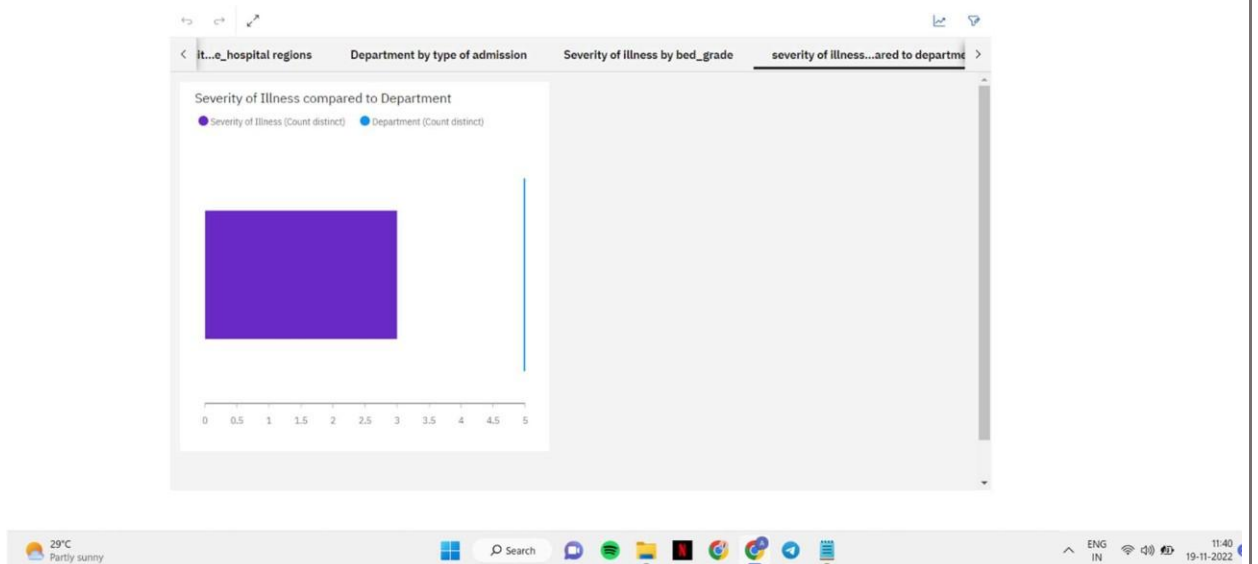 it...e_hospital regions Department by type of admission Severity of illness by bed_grade severity of illness...ared to departme
Severity of Illness compared to Department
Severity of Illness (Count distinct) Department (Count distinct)
0 0.5 1 1.5 2 2.5 3 3.5 4 4.5 5
29°C
Partly sunny
Search
ENG
IN
11:40
19-11-2022